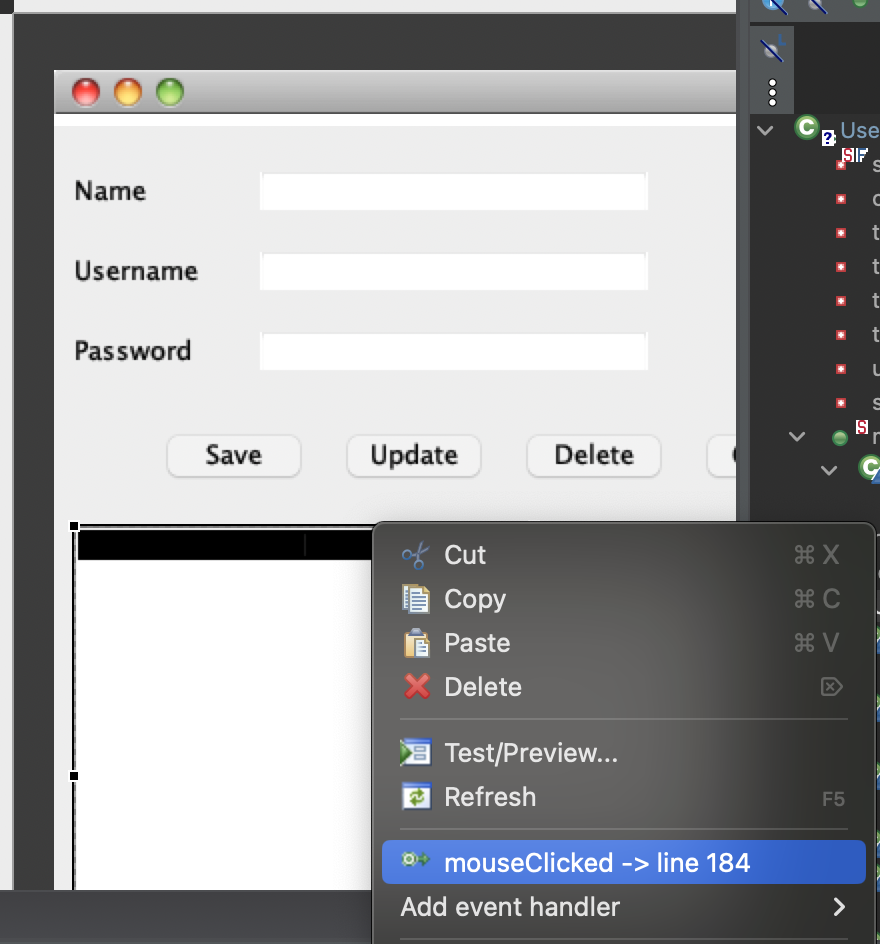 Use
Name
Username
Password
Save
Update
Delete
Cut ⌘ X
Copy ⌘ C
Paste ⌘ V
Delete
Test/Preview...
Refresh F5
mouseClicked -> line 184
Add event handler